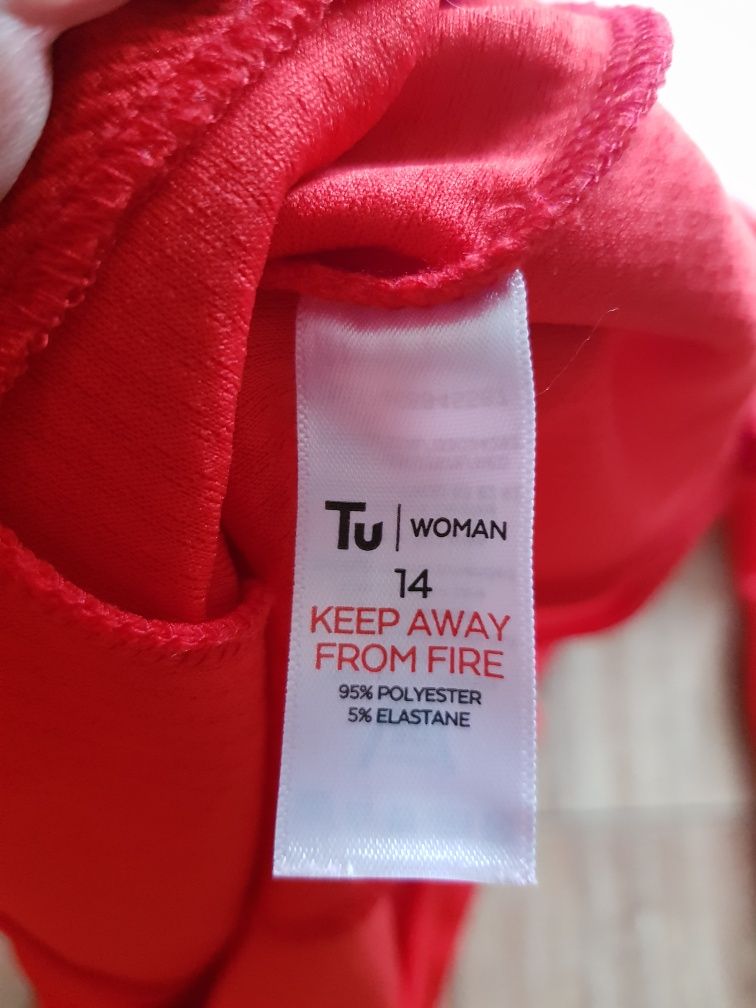 Tu | WOMAN
14
KEEP AWAY
FROM FIRE
95% POLYESTER
5% ELASTANE